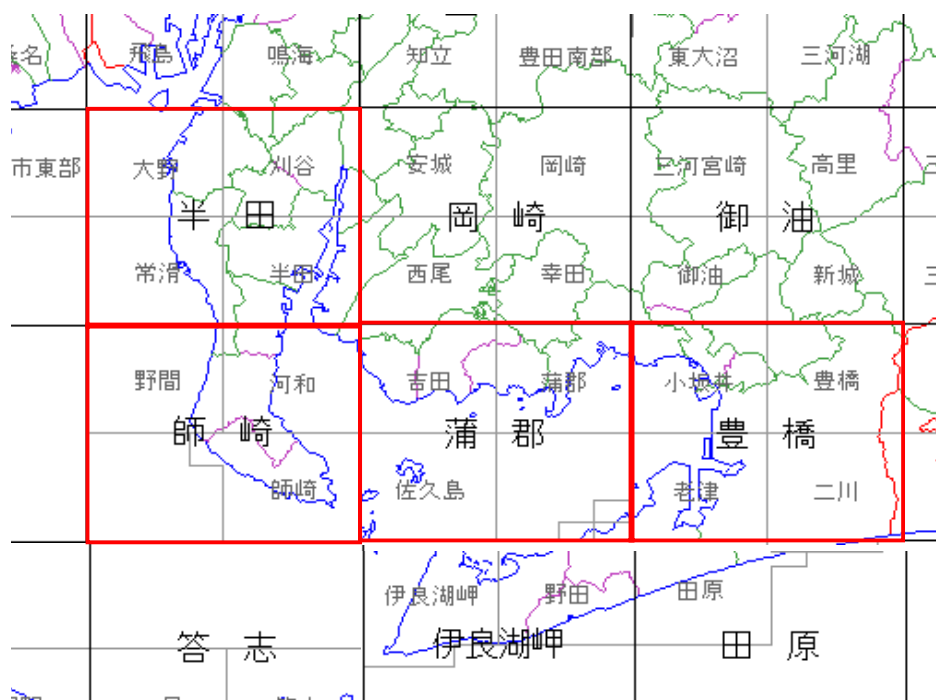 桑名 飛島 鳴海 知立 豊田南部 東大沼 三河湖
市東部 大野 刈谷 安城 岡崎 三河宮崎 高里 三
半田 岡崎 御油
常滑 半田 西尾 幸田 御油 新城 三
野間 河和 吉田 蒲郡 小坂井 豊橋
師崎 蒲郡 豊橋
師崎 佐久島 老津 二川
伊良湖岬 野田 田原
答志 伊良湖岬 田原